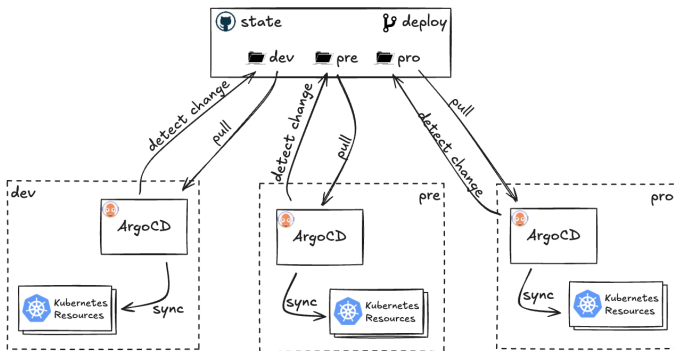 state
deploy
dev
pre
pro
detect change
pull
detect change
pull
detect change
pull
dev
ArgoCD
sync
Kubernetes
Resources
pre
ArgoCD
sync
Kubernetes
Resources
pro
ArgoCD
sync
Kubernetes
Resources